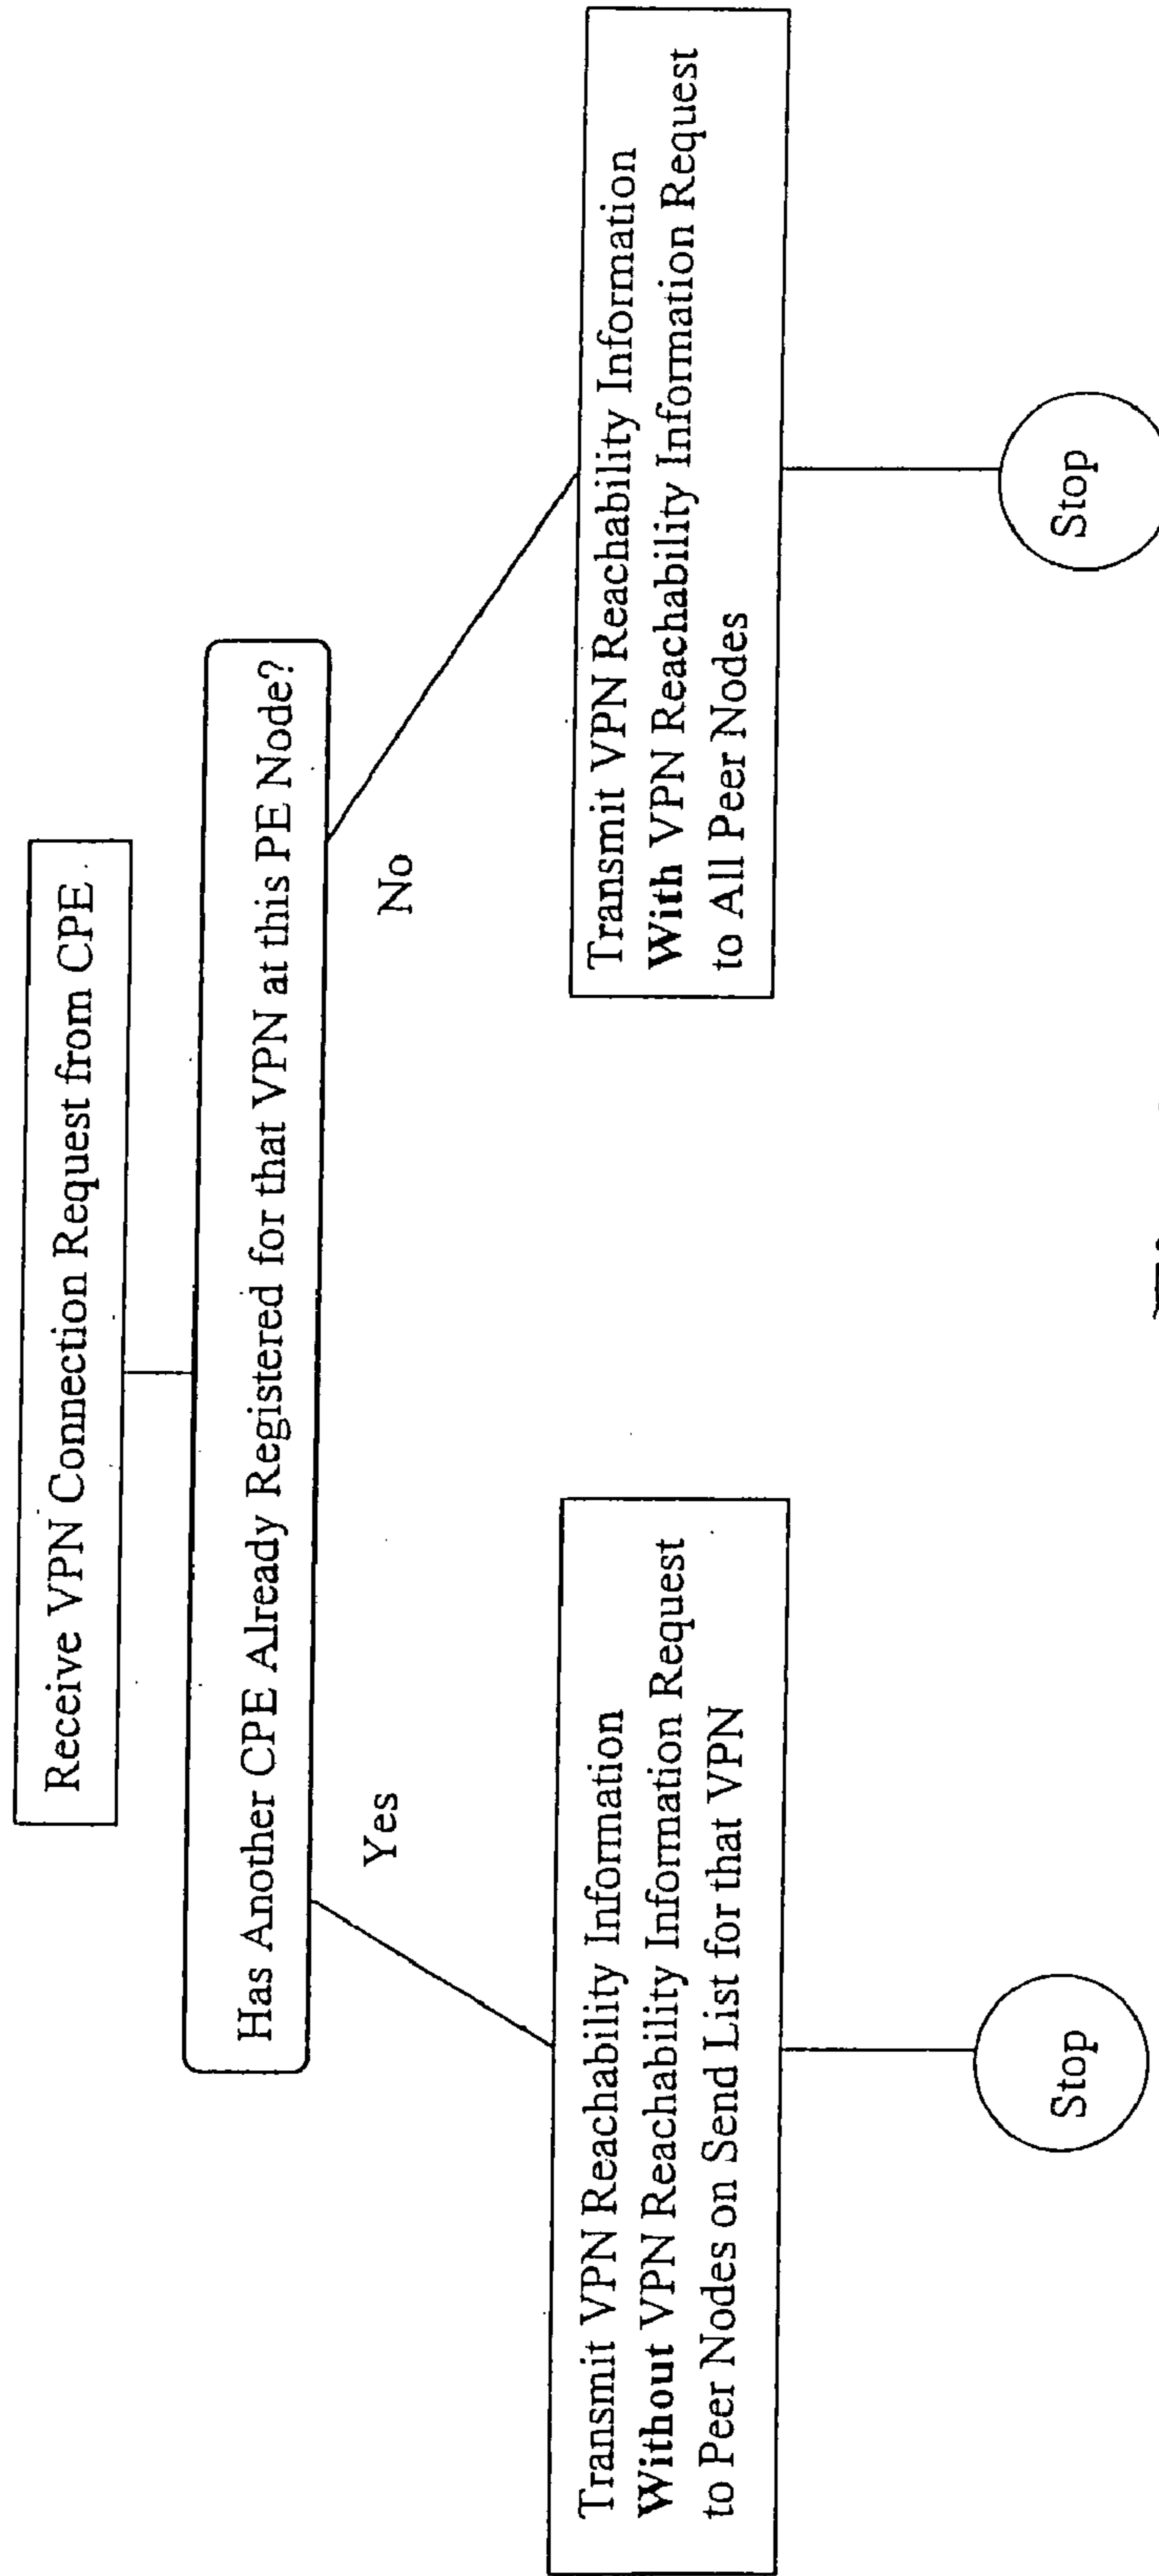 Receive VPN Connection Request from CPE
Has Another CPE Already Registered for that VPN at this PE Node?
Yes
No
Transmit VPN Reachability Information
Without VPN Reachability Information Request
to Peer Nodes on Send List for that VPN
Transmit VPN Reachability Information
With VPN Reachability Information Request
to All Peer Nodes
Stop
Stop